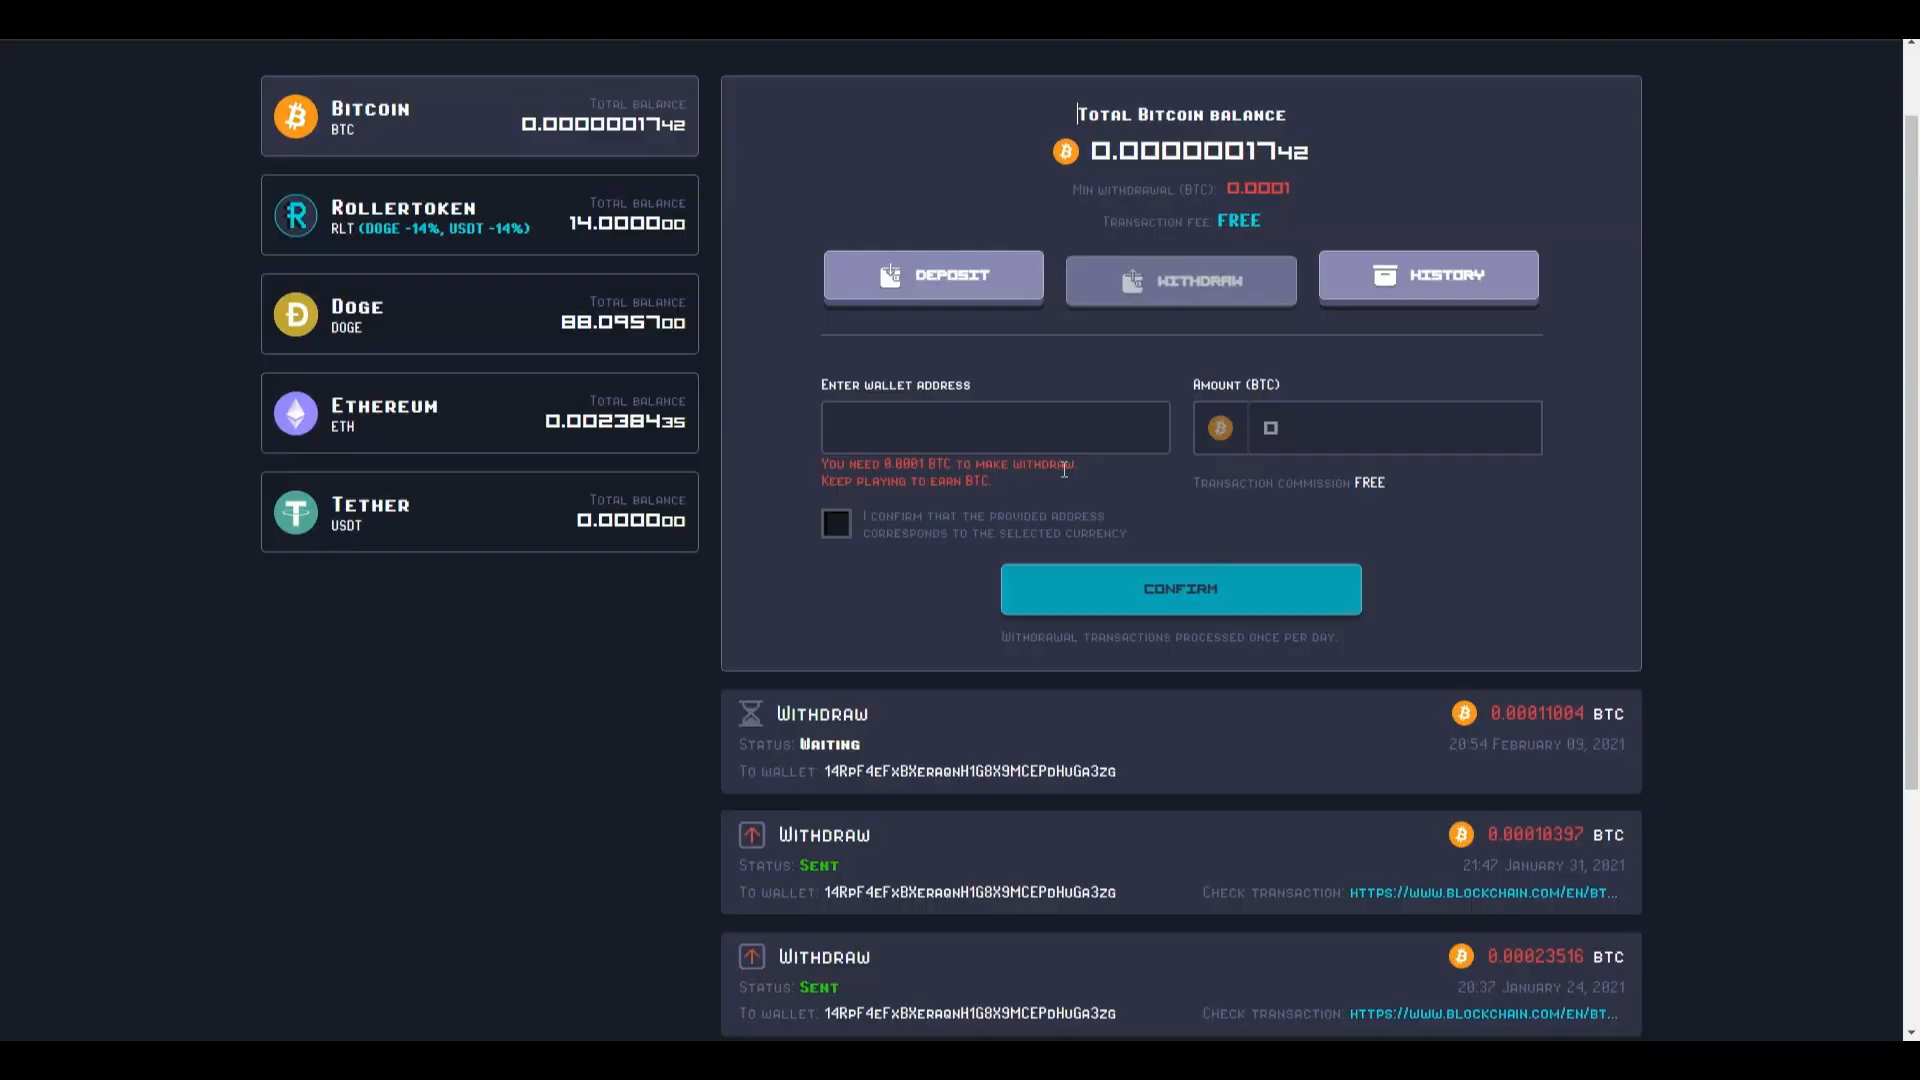 Bitcoin
BTC
Total balance
0.0000001742
Rollertoken
RLT (DOGE -14%, USDT -14%)
Total balance
14.000000
Doge
DOGE
Total balance
88.095700
Ethereum
ETH
Total balance
0.00238435
Tether
USDT
Total balance
0.000000
Total Bitcoin balance
0.0000001742
Min withdrawal (BTC): 0.0001
Transaction fee: FREE
DEPOSIT
WITHDRAW
HISTORY
Enter wallet address
Amount (BTC)
0
You need 0.0001 BTC to make withdraw.
Keep playing to earn BTC.
Transaction commission FREE
I confirm that the provided address
corresponds to the selected currency
CONFIRM
Withdrawal transactions processed once per day.
Withdraw
0.00011004 BTC
Status: Waiting
20:54 February 09, 2021
To wallet: 14RpF4eFxBXeraqnH1G8X9MCEPdHuGa3zg
Withdraw
0.00010397 BTC
Status: Sent
21:47 January 31, 2021
To wallet: 14RpF4eFxBXeraqnH1G8X9MCEPdHuGa3zg
Check transaction: https://www.blockchain.com/en/bt...
Withdraw
0.00023516 BTC
Status: Sent
20:37 January 24, 2021
To wallet: 14RpF4eFxBXeraqnH1G8X9MCEPdHuGa3zg
Check transaction: https://www.blockchain.com/en/bt...